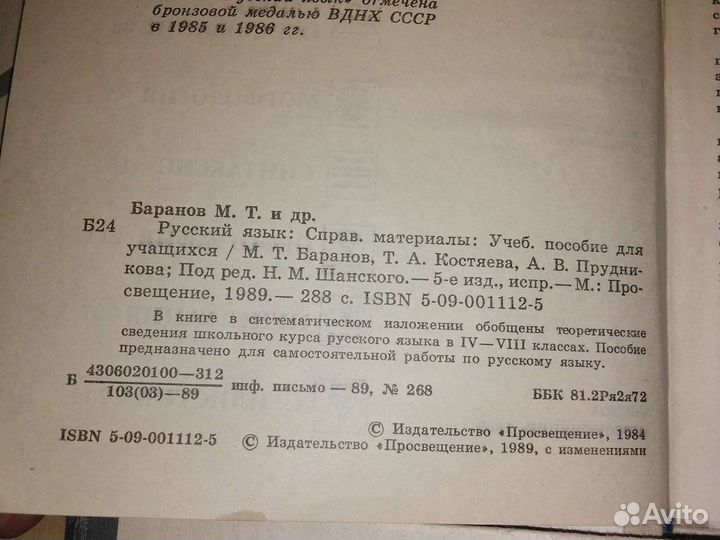 отмечена
бронзовой медалью ВДНХ СССР
в 1985 и 1986 гг.
Баранов М. Т. и др.
Б24 Русский язык: Справ. материалы: Учеб. пособие для
учащихся / М. Т. Баранов, Т. А. Костяева, А. В. Прудни-
кова; Под ред. Н. М. Шанского.— 5-е изд., испр.— М.: Про-
свещение, 1989.— 288 с. ISBN 5-09-001112-5
В книге в систематическом изложении обобщены теоретические
сведения школьного курса русского языка в IV—VIII классах. Пособие
предназначено для самостоятельной работы по русскому языку.
Б 4306020100—312
103(03)—89 инф. письмо — 89, № 268 ББК 81.2Ря2я72
© Издательство «Просвещение», 1984
ISBN 5-09-001112-5 © Издательство «Просвещение», 1989, с изменениями
Avito